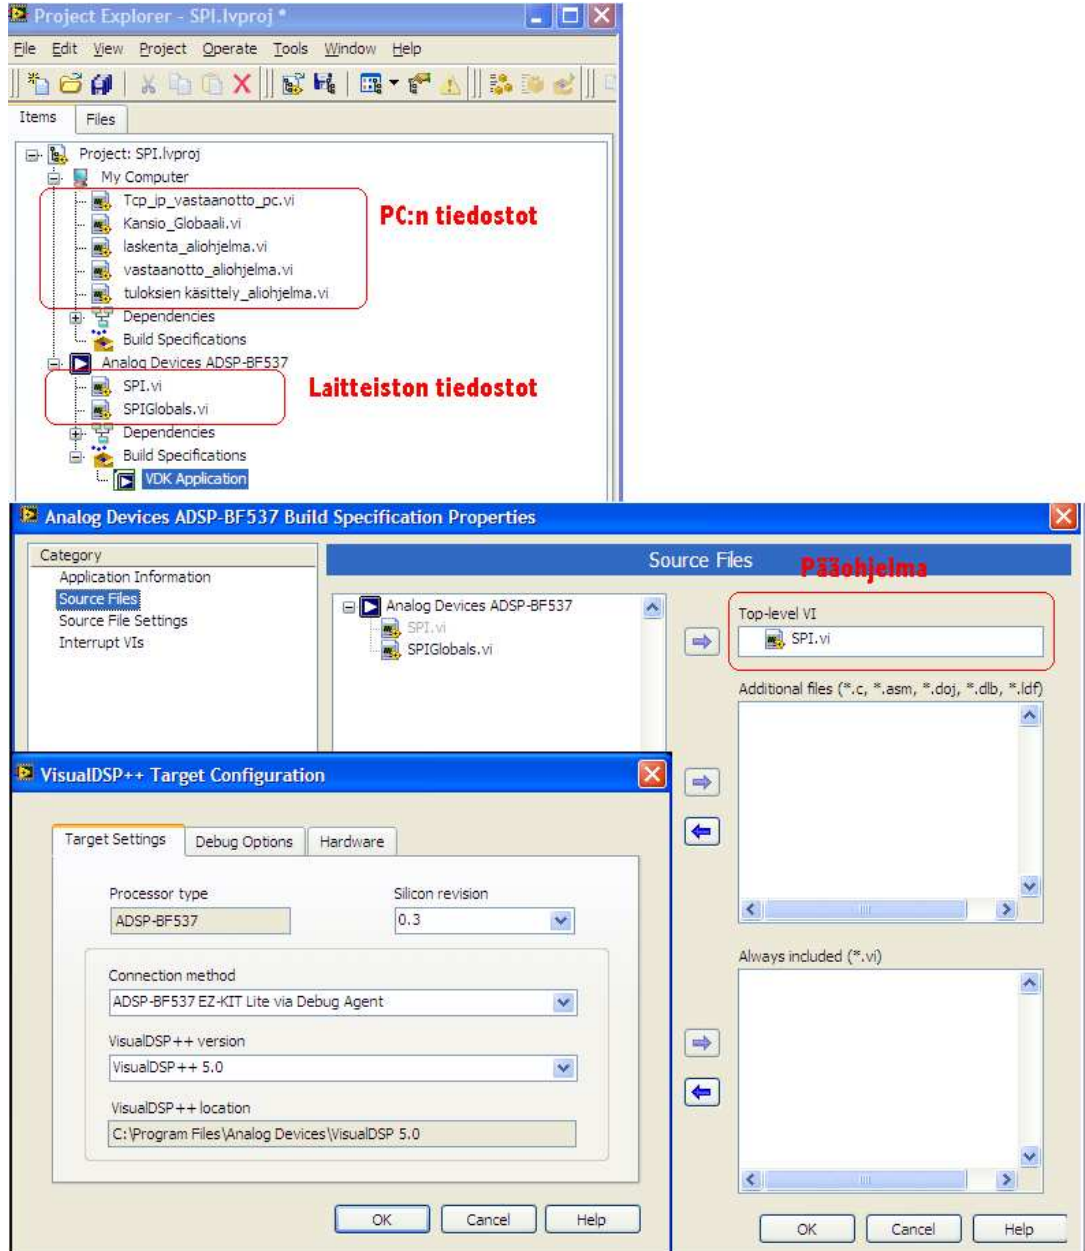 Project Explorer - SPI.lvproj *
File Edit View Project Operate Tools Window Help
Items Files
Project: SPI.lvproj
My Computer
Tcp_ip_vastaanotto_pc.vi
Kansio_Globaali.vi
laskenta_aliohjelma.vi
vastaanotto_aliohjelma.vi
tuloksien käsittely_aliohjelma.vi
PC:n tiedostot
Dependencies
Build Specifications
Analog Devices ADSP-BF537
SPI.vi
SPIGlobals.vi
Laitteiston tiedostot
Dependencies
Build Specifications
VDK Application
Analog Devices ADSP-BF537 Build Specification Properties
Category
Application Information
Source Files
Source File Settings
Interrupt VIs
Source Files
Pääohjelma
Analog Devices ADSP-BF537
SPI.vi
SPIGlobals.vi
Top-level VI
SPI.vi
Additional files (*.c, *.asm, *.doj, *.dlb, *.ldf)
Always included (*.vi)
OK Cancel Help
VisualDSP++ Target Configuration
Target Settings Debug Options Hardware
Processor type Silicon revision
ADSP-BF537 0.3
Connection method
ADSP-BF537 EZ-KIT Lite via Debug Agent
VisualDSP++ version
VisualDSP++ 5.0
VisualDSP++ location
C:\Program Files\Analog Devices\VisualDSP 5.0
OK Cancel Help